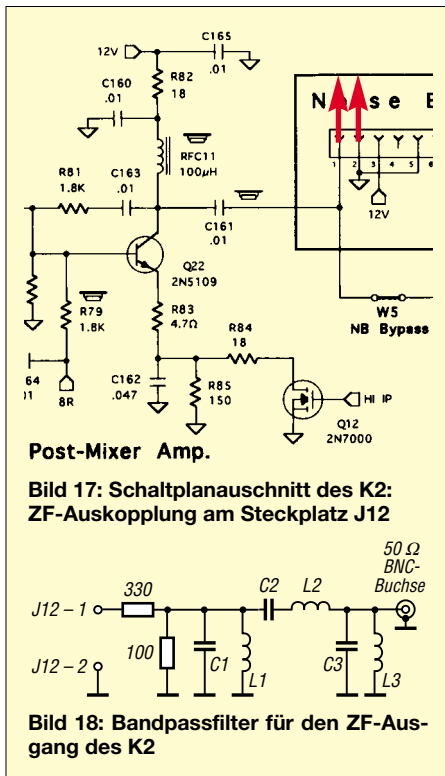 12V
C165
.01
R82
18
C160
.01
RFC11
100µH
R81
1.8K
C163
.01
C161
.01
Q22
2N5109
R79
1.8K
R83
4.7Ω
R84
18
C162
.047
R85
150
8R
HI IP
Q12
2N7000
1 2 3 4 5
12V
W5
NB Bypass
Post-Mixer Amp.
Bild 17: Schaltplanauschnitt des K2:
ZF-Auskopplung am Steckplatz J12
50 Ω
BNC-
Buchse
J12 – 1
330
C2
L2
100
C1
L1
C3
L3
J12 – 2
Bild 18: Bandpassfilter für den ZF-Aus-
gang des K2